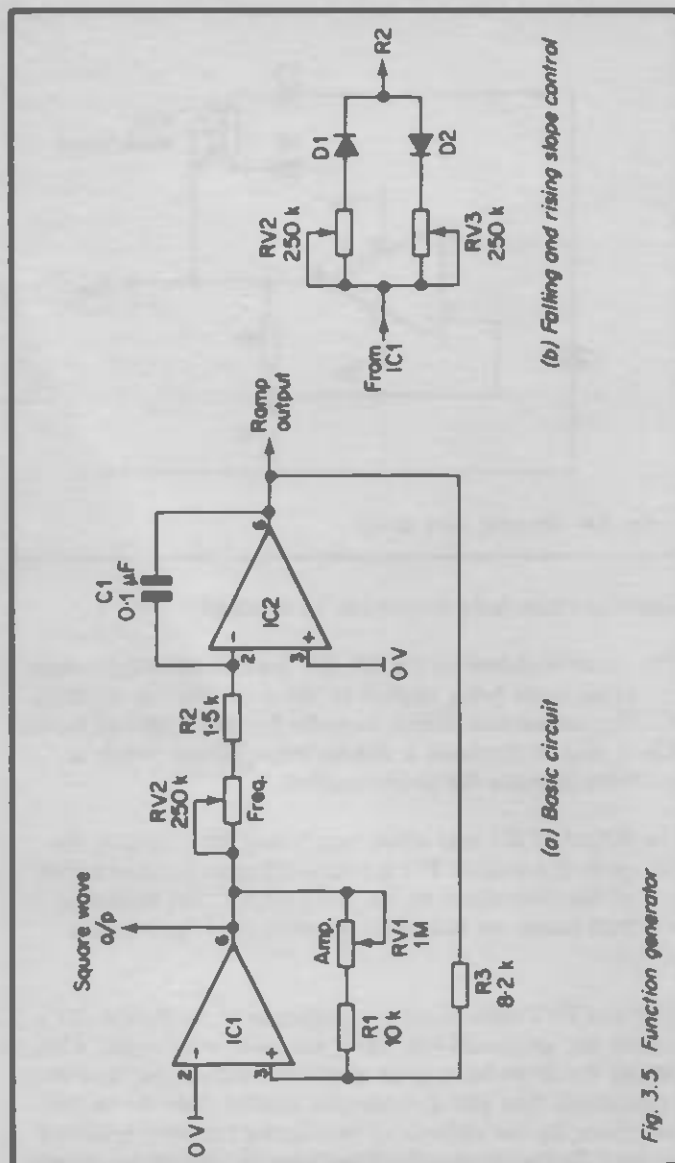 Square wave
o/p
0V
2
-
3
+
IC1
6
R1
10 k
Amp.
RV1
1M
RV2
250 k
Freq.
R2
1·5 k
C1
0·1 µF
2
-
3
+
IC2
6
0V
Ramp
output
R3
8·2 k
(a) Basic circuit
From
IC1
RV2
250 k
D1
RV3
250 k
D2
R2
(b) Falling and rising slope control
Fig. 3.5 Function generator